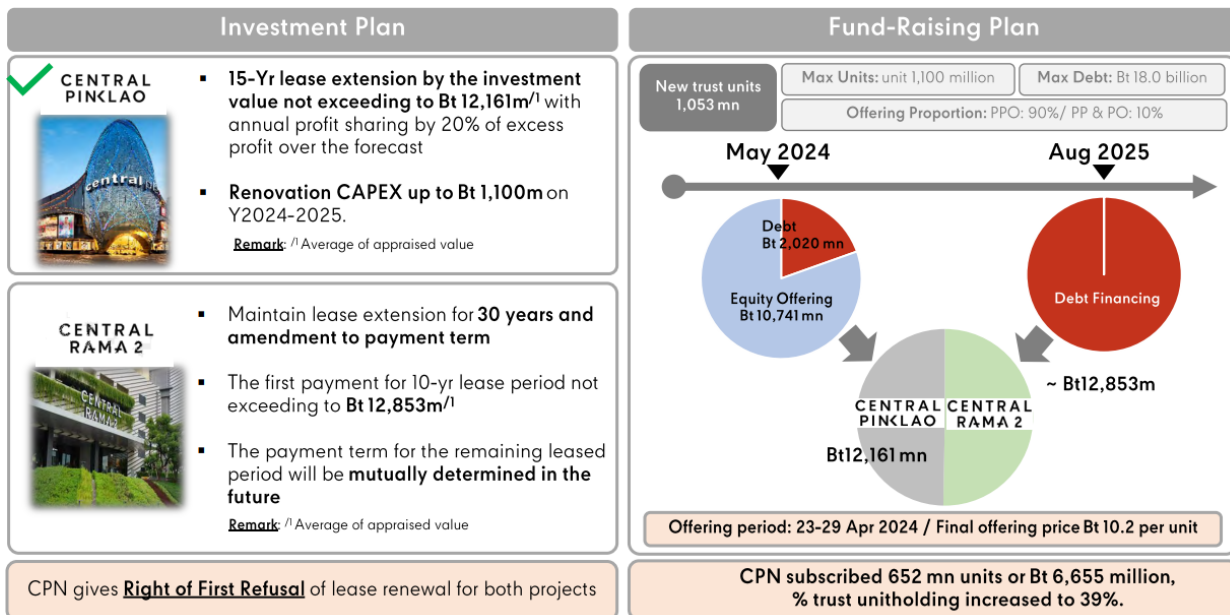 Investment Plan
CENTRAL
PINKLAO
▪ 15-Yr lease extension by the investment
value not exceeding to Bt 12,161m/1 with
annual profit sharing by 20% of excess
profit over the forecast
▪ Renovation CAPEX up to Bt 1,100m on
Y2024-2025.
Remark: /1 Average of appraised value
CENTRAL
RAMA 2
▪ Maintain lease extension for 30 years and
amendment to payment term
▪ The first payment for 10-yr lease period not
exceeding to Bt 12,853m/1
▪ The payment term for the remaining leased
period will be mutually determined in the
future
Remark: /1 Average of appraised value
CPN gives Right of First Refusal of lease renewal for both projects
Fund-Raising Plan
New trust units
1,053 mn
Max Units: unit 1,100 million
Max Debt: Bt 18.0 billion
Offering Proportion: PPO: 90%/ PP & PO: 10%
May 2024
Aug 2025
Debt
Bt 2,020 mn
Equity Offering
Bt 10,741 mn
Debt Financing
~ Bt12,853m
CENTRAL
PINKLAO
CENTRAL
RAMA 2
Bt12,161 mn
Offering period: 23-29 Apr 2024 / Final offering price Bt 10.2 per unit
CPN subscribed 652 mn units or Bt 6,655 million,
% trust unitholding increased to 39%.